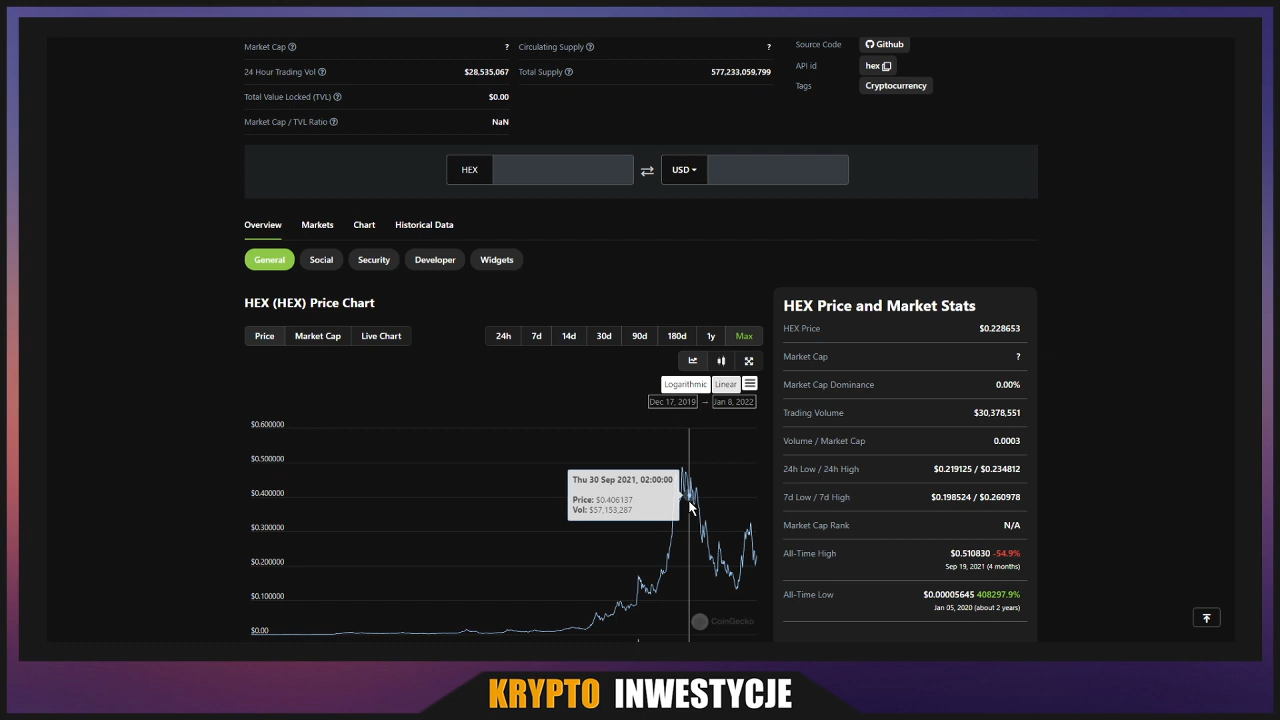 Market Cap ? Circulating Supply ? Source Code Github
24 Hour Trading Vol $28,535,067 Total Supply 577,233,059,799 API id hex
Total Value Locked (TVL) $0.00 Tags Cryptocurrency
Market Cap / TVL Ratio NaN
HEX USD
Overview Markets Chart Historical Data
General Social Security Developer Widgets
HEX (HEX) Price Chart
Price Market Cap Live Chart 24h 7d 14d 30d 90d 180d 1y Max
Logarithmic Linear
Dec 17, 2019 → Jan 8, 2022
$0.600000
$0.500000
$0.400000
$0.300000
$0.200000
$0.100000
$0.00
Thu 30 Sep 2021, 02:00:00
Price: $0.406137
Vol: $57,153,287
CoinGecko
HEX Price and Market Stats
HEX Price $0.228653
Market Cap ?
Market Cap Dominance 0.00%
Trading Volume $30,378,551
Volume / Market Cap 0.0003
24h Low / 24h High $0.219125 / $0.234812
7d Low / 7d High $0.198524 / $0.260978
Market Cap Rank N/A
All-Time High $0.510830 -54.9%
Sep 19, 2021 (4 months)
All-Time Low $0.00005645 408297.9%
Jan 05, 2020 (about 2 years)
KRYPTO INWESTYCJE